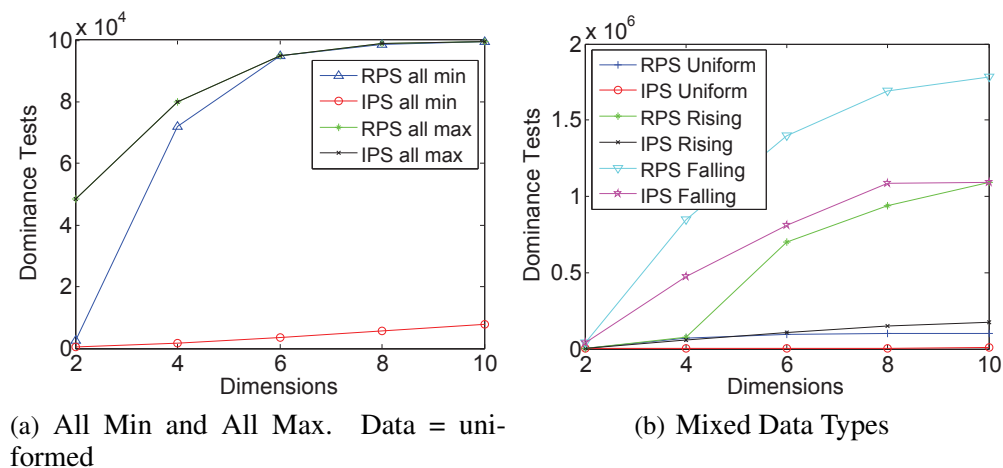 x 10^4
10
8
6
4
2
0
Dominance Tests
2 4 6 8 10
Dimensions
RPS all min
IPS all min
RPS all max
IPS all max
(a) All Min and All Max. Data = uni-
formed
x 10^6
2
1.5
1
0.5
0
Dominance Tests
2 4 6 8 10
Dimensions
RPS Uniform
IPS Uniform
RPS Rising
IPS Rising
RPS Falling
IPS Falling
(b) Mixed Data Types